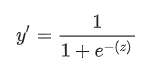 y′ = 1 / (1 + e^−(z))